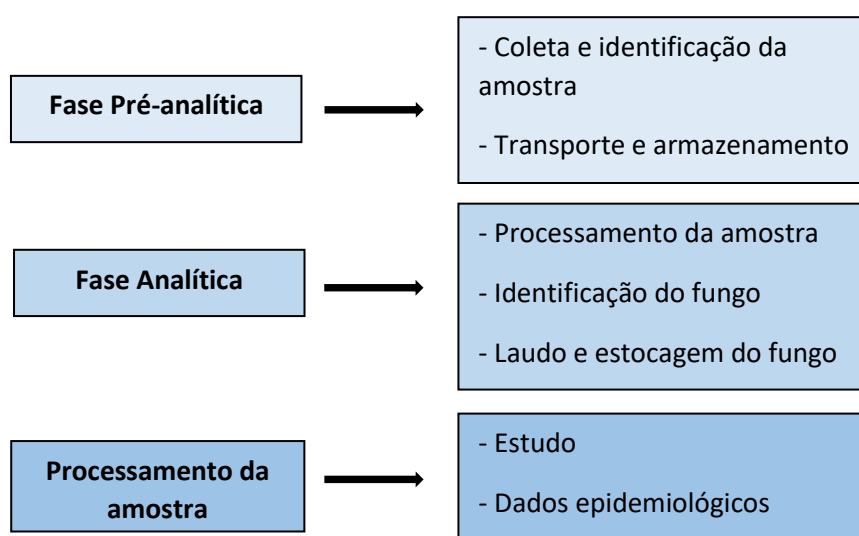 Fase Pré-analítica
- Coleta e identificação da
amostra
- Transporte e armazenamento
Fase Analítica
- Processamento da amostra
- Identificação do fungo
- Laudo e estocagem do fungo
Processamento da
amostra
- Estudo
- Dados epidemiológicos